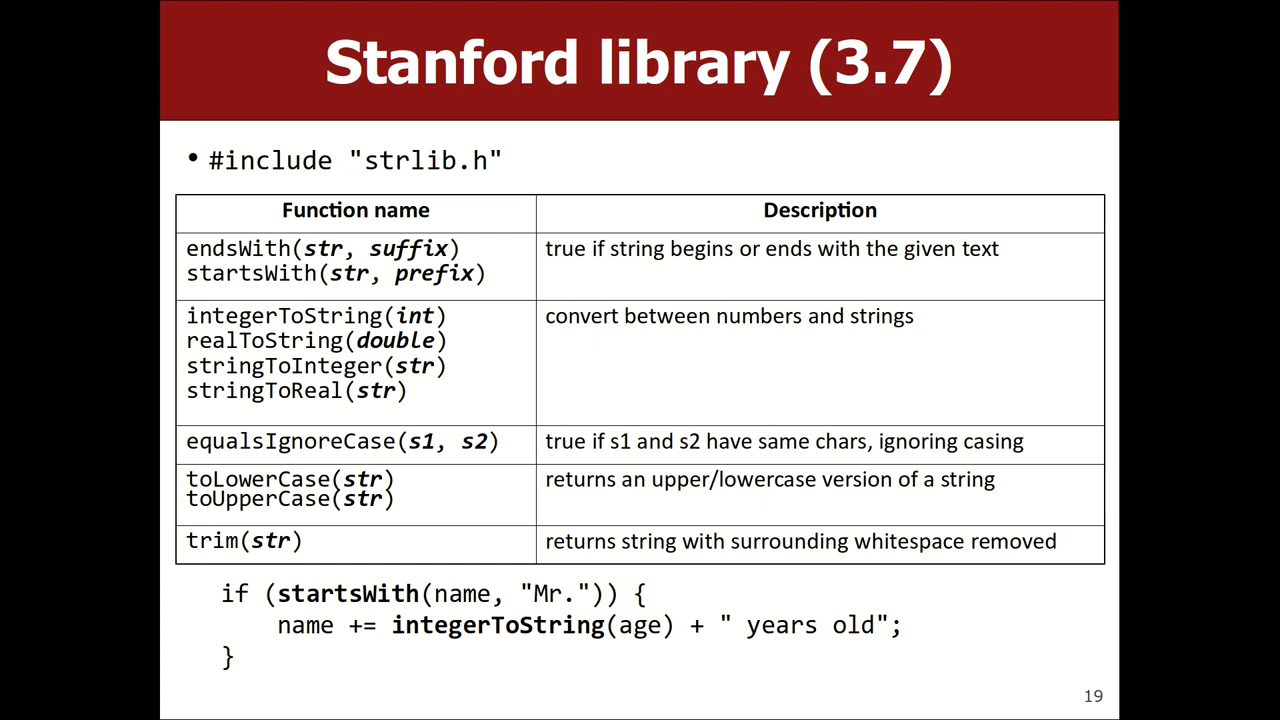 Stanford library (3.7)
• #include "strlib.h"
Function name
Description
endsWith(str, suffix)
startsWith(str, prefix)
true if string begins or ends with the given text
integerToString(int)
realToString(double)
stringToInteger(str)
stringToReal(str)
convert between numbers and strings
equalsIgnoreCase(s1, s2)
true if s1 and s2 have same chars, ignoring casing
toLowerCase(str)
toUpperCase(str)
returns an upper/lowercase version of a string
trim(str)
returns string with surrounding whitespace removed
if (startsWith(name, "Mr.")) {
    name += integerToString(age) + " years old";
}
19